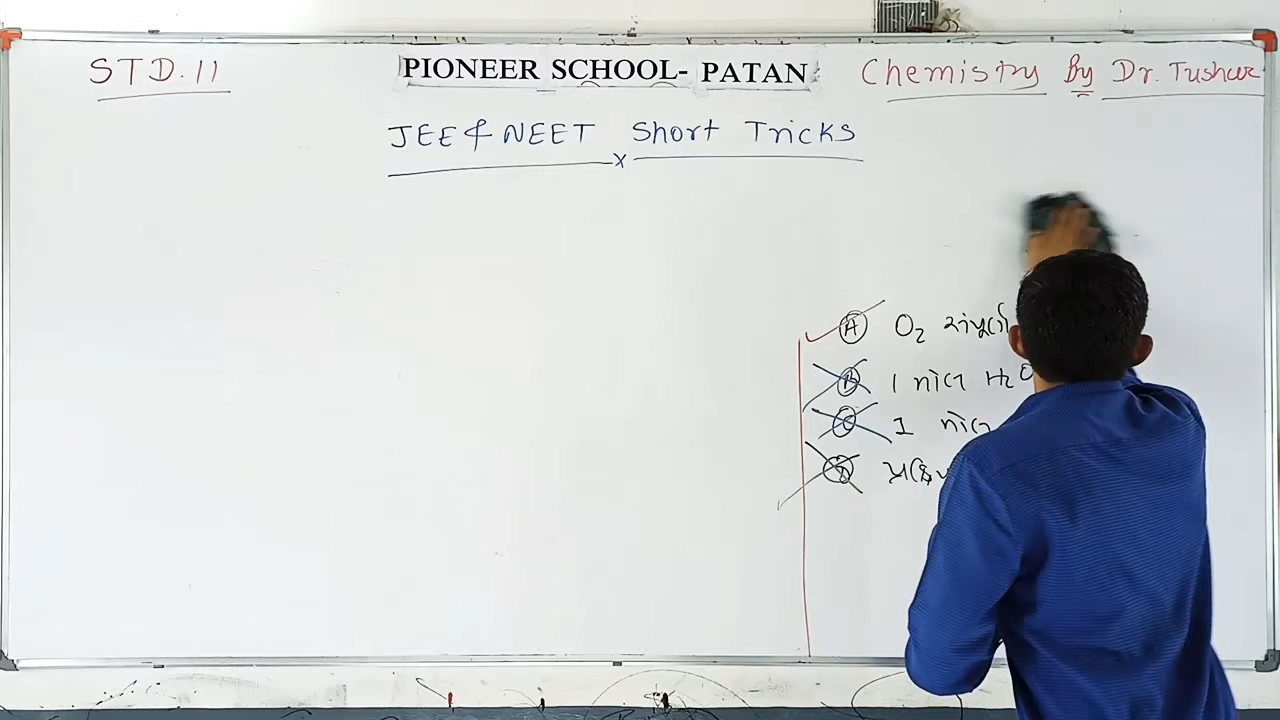 STD.11
PIONEER SCHOOL- PATAN
Chemistry By Dr. Tushar
JEE & NEET Short Tricks
x
(A) O₂
(B) 1 મોલ H₂O
(C) 1 મોલ
(D)